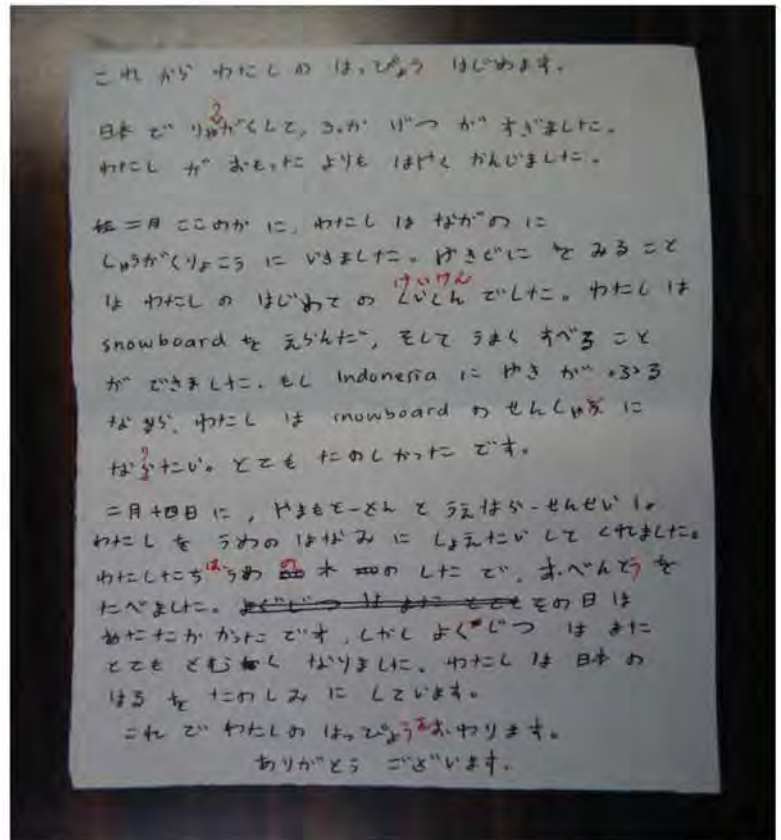 これから わたしの はっぴょう はじめます。
日本で りゅうがくして, ろっか げつ が すぎました。
わたし が おもった よりも はやく かんじました。
二月 ここのか に, わたし は ながの に
しゅうがくりょこう に いきました。 げきじに を みる こと
は わたし の はじめて の けいけん でした。 わたし は
snowboard を えらんだ, そして うまく すべる こと
が できました. もし Indonesia に ゆき が ふる
なら, わたし は snowboard の せんしゅ に
なりたい。 とても たのしかった です。
二月十四日 に, やまもとーさん と うえはらーせんせい は
わたし を うめの はなみ に しょえたい して くれました。
わたしたちは うめ の 木 の した で, おべんとう を
たべました。 その日 は
あたたかかった です, しかし よくじつ は また
とても さむく なりました. わたし は 日本 の
はる を たのしみ に しています。
これで わたしの はっぴょうを おわります。
ありがとう ございます.